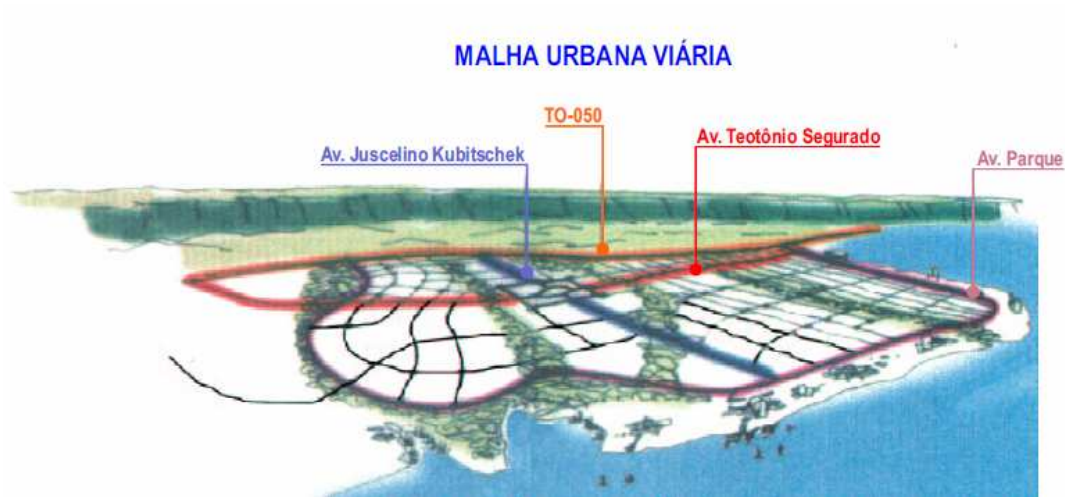 MALHA URBANA VIÁRIA
TO-050
Av. Teotônio Segurado
Av. Juscelino Kubitschek
Av. Parque